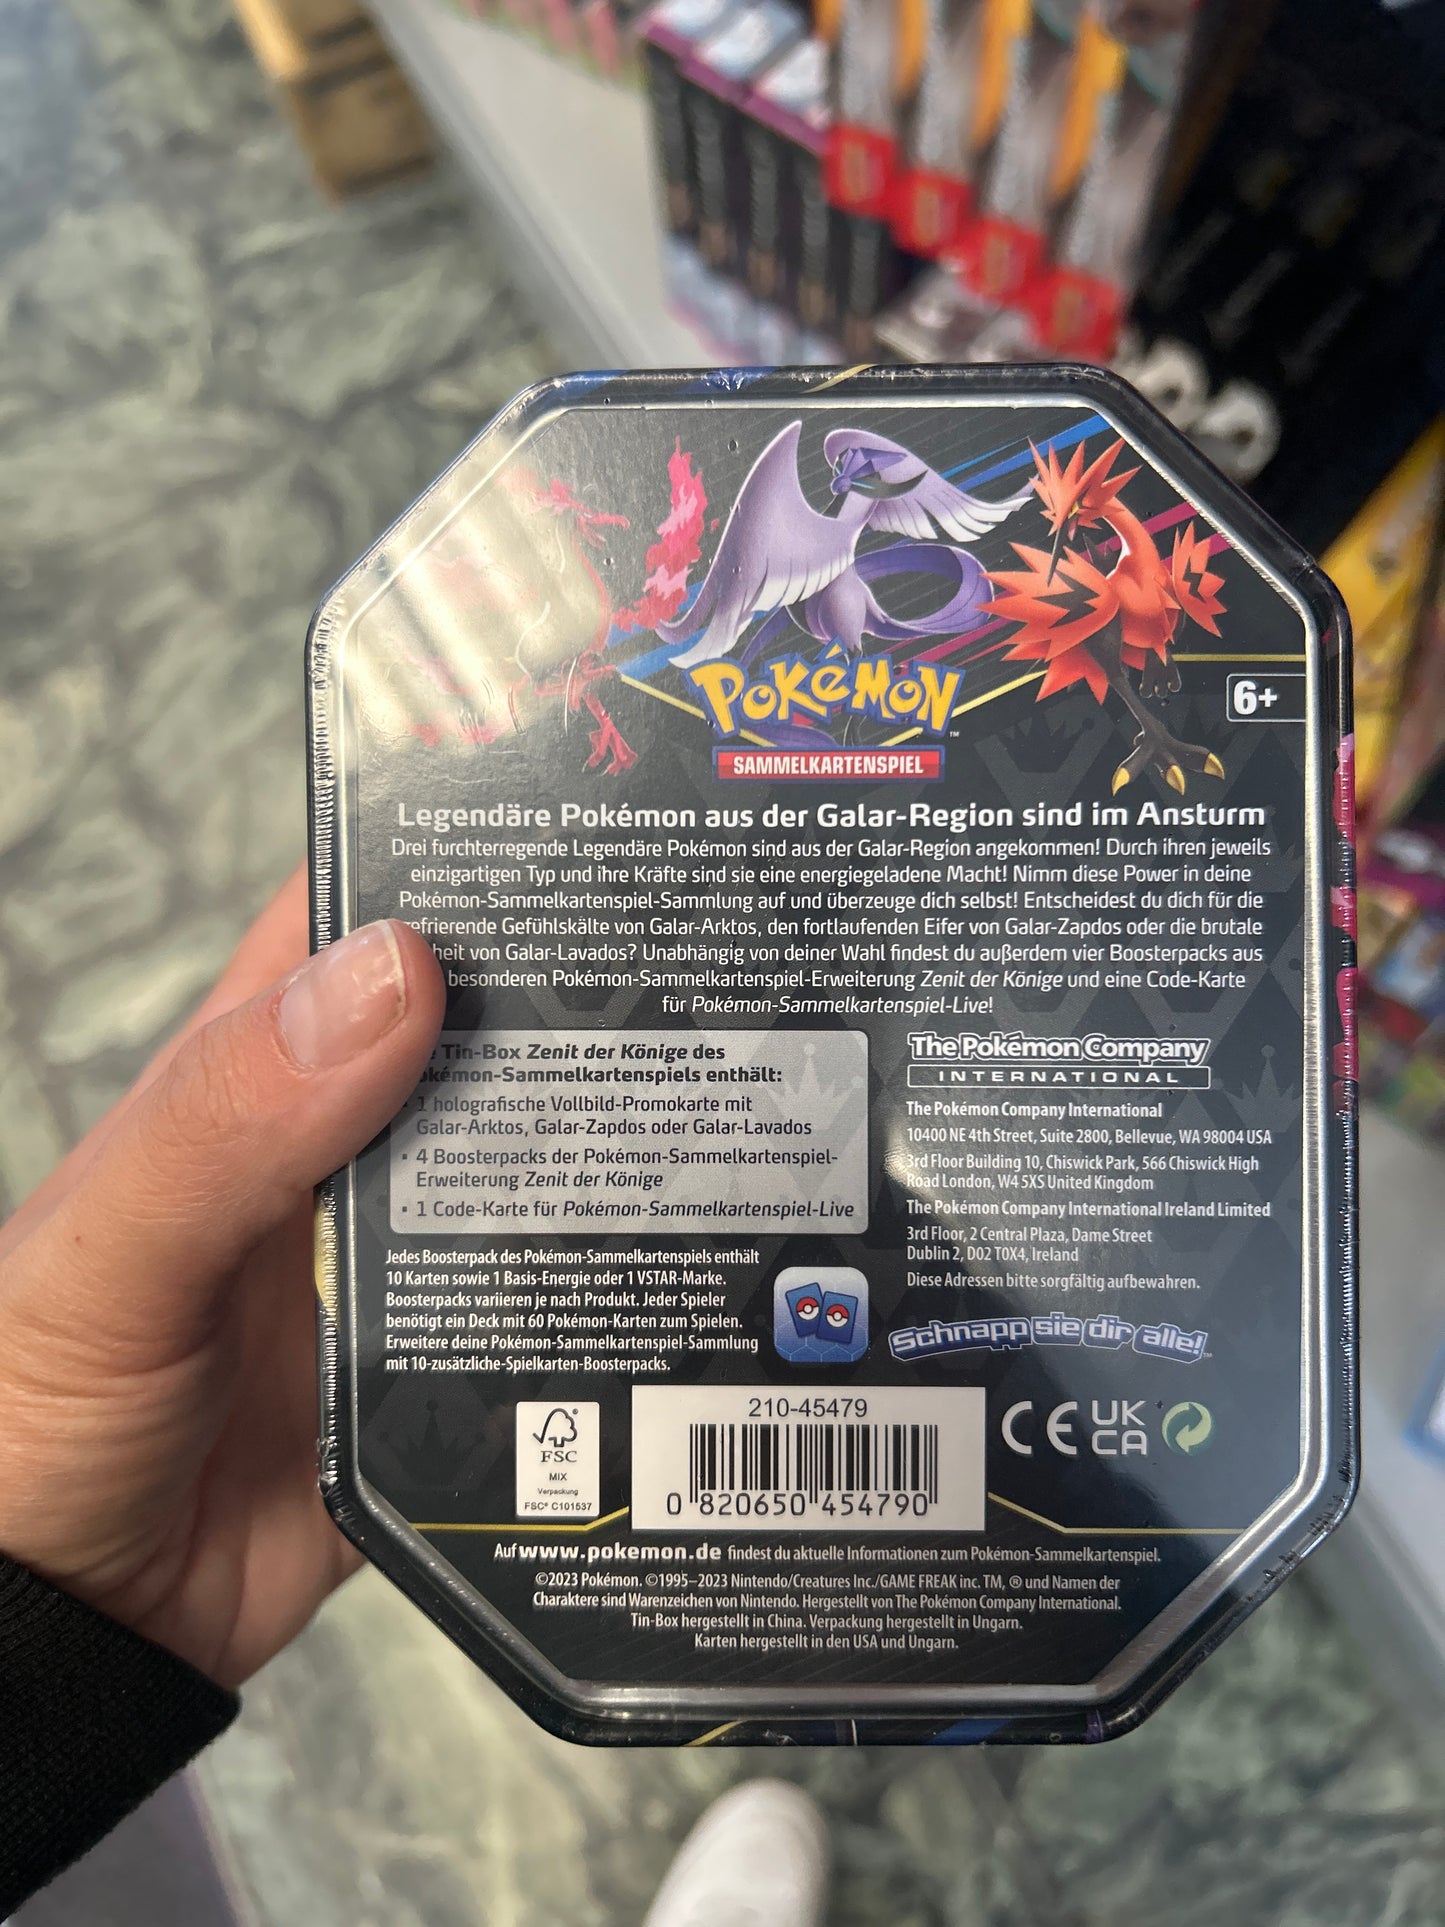 POKéMON
™
SAMMELKARTENSPIEL
6+
Legendäre Pokémon aus der Galar-Region sind im Ansturm
Drei furchterregende Legendäre Pokémon sind aus der Galar-Region angekommen! Durch ihren jeweils
einzigartigen Typ und ihre Kräfte sind sie eine energiegeladene Macht! Nimm diese Power in deine
Pokémon-Sammelkartenspiel-Sammlung auf und überzeuge dich selbst! Entscheidest du dich für die
Gefühlskälte von Galar-Arktos, den fortlaufenden Eifer von Galar-Zapdos oder die brutale
von Galar-Lavados? Unabhängig von deiner Wahl findest du außerdem vier Boosterpacks aus
besonderen Pokémon-Sammelkartenspiel-Erweiterung Zenit der Könige und eine Code-Karte
für Pokémon-Sammelkartenspiel-Live!
Tin-Box Zenit der Könige des
Pokémon-Sammelkartenspiels enthält:
• 1 holografische Vollbild-Promokarte mit
Galar-Arktos, Galar-Zapdos oder Galar-Lavados
• 4 Boosterpacks der Pokémon-Sammelkartenspiel-
Erweiterung Zenit der Könige
• 1 Code-Karte für Pokémon-Sammelkartenspiel-Live
Jedes Boosterpack des Pokémon-Sammelkartenspiels enthält
10 Karten sowie 1 Basis-Energie oder 1 VSTAR-Marke.
Boosterpacks variieren je nach Produkt. Jeder Spieler
benötigt ein Deck mit 60 Pokémon-Karten zum Spielen.
Erweitere deine Pokémon-Sammelkartenspiel-Sammlung
mit 10-zusätzliche-Spielkarten-Boosterpacks.
The Pokémon Company
INTERNATIONAL
The Pokémon Company International
10400 NE 4th Street, Suite 2800, Bellevue, WA 98004 USA
3rd Floor Building 10, Chiswick Park, 566 Chiswick High
Road London, W4 5XS United Kingdom
The Pokémon Company International Ireland Limited
3rd Floor, 2 Central Plaza, Dame Street
Dublin 2, D02 T0X4, Ireland
Diese Adressen bitte sorgfältig aufbewahren.
Schnapp sie dir alle!™
FSC
MIX
Verpackung
FSC® C101537
210-45479
0 820650 454790
CE UK CA
Auf www.pokemon.de findest du aktuelle Informationen zum Pokémon-Sammelkartenspiel.
©2023 Pokémon. ©1995–2023 Nintendo/Creatures Inc./GAME FREAK inc. TM, ® und Namen der
Charaktere sind Warenzeichen von Nintendo. Hergestellt von The Pokémon Company International.
Tin-Box hergestellt in China. Verpackung hergestellt in Ungarn.
Karten hergestellt in den USA und Ungarn.